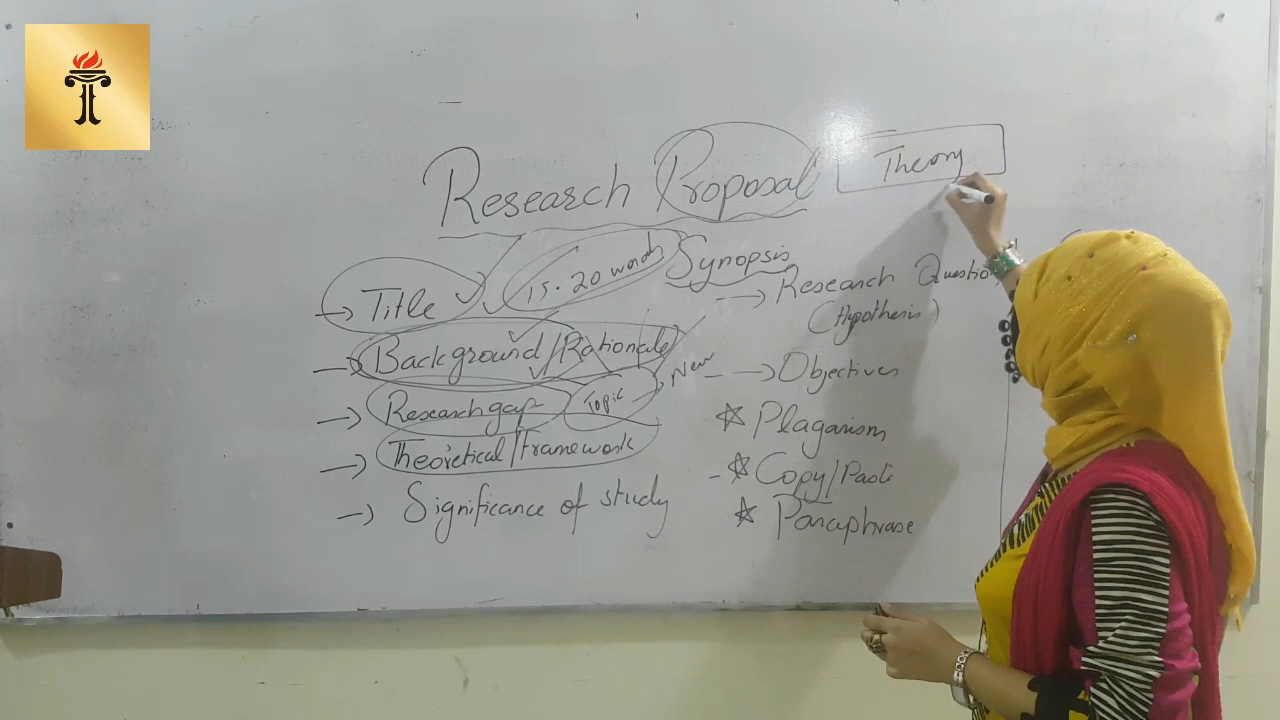 Research Proposal
Theory
15-20 words
Synopsis
→ Title
→ Background/Rationale
→ Research gap
Topic → New
→ Theoretical/Framework
→ Significance of study
→ Research Questio
(Hypothesis)
→ Objectives
☆ Plagarism
- ☆ Copy/Paste
☆ Paraphrase